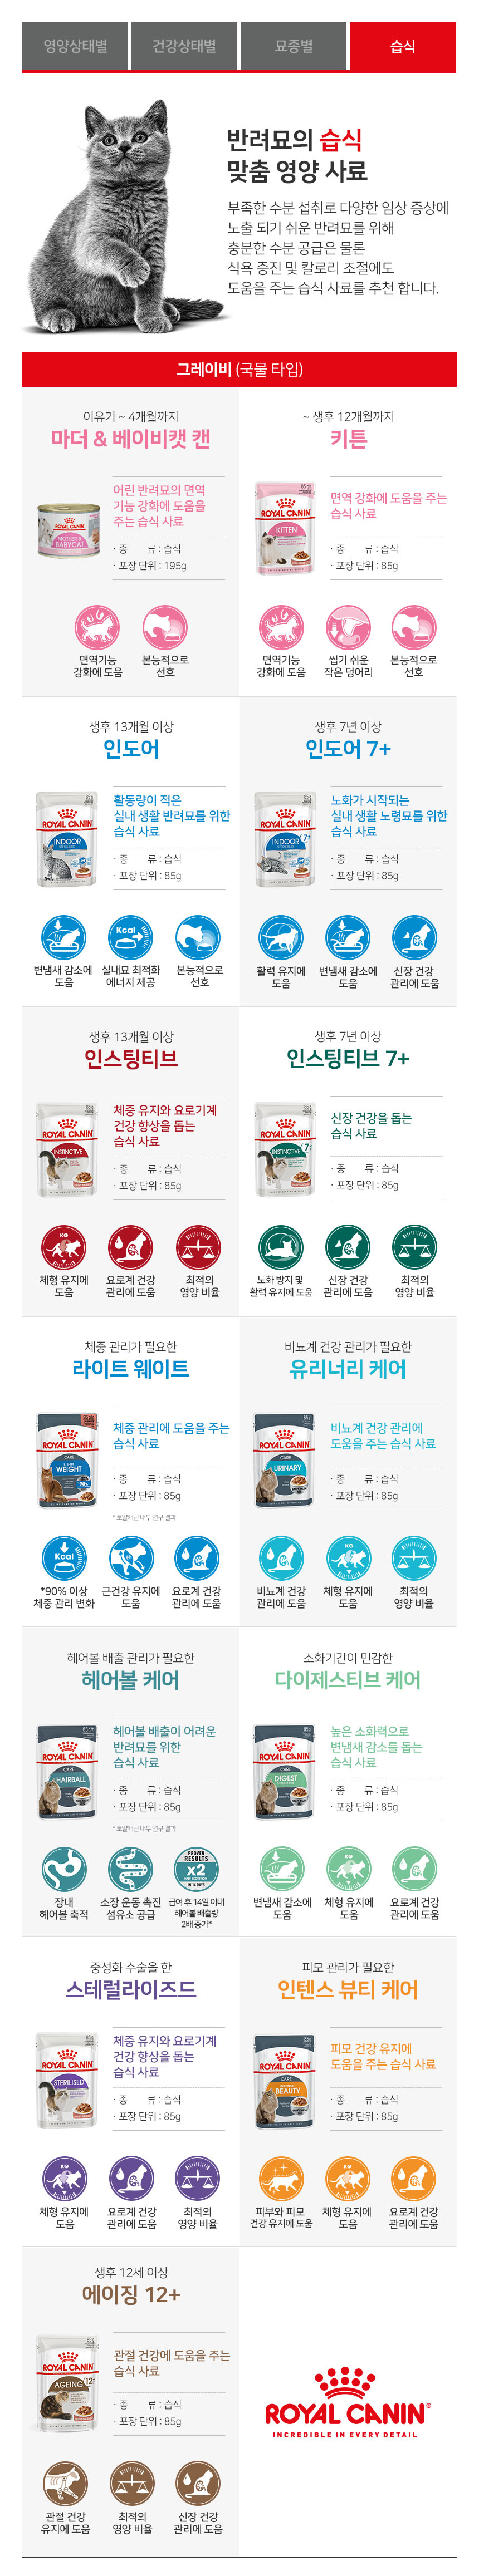 영양상태별 건강상태별 묘종별 습식
반려묘의 습식
맞춤 영양 사료
부족한 수분 섭취로 다양한 임상 증상에
노출 되기 쉬운 반려묘를 위해
충분한 수분 공급은 물론
식욕 증진 및 칼로리 조절에도
도움을 주는 습식 사료를 추천 합니다.
그레이비 (국물 타입)
이유기 ~ 4개월까지
마더 & 베이비캣 캔
ROYAL CANIN
MOTHER &
BABYCAT
어린 반려묘의 면역
기능 강화에 도움을
주는 습식 사료
· 종 류 : 습식
· 포장 단위 : 195g
면역기능
강화에 도움
본능적으로
선호
~ 생후 12개월까지
키튼
ROYAL CANIN
KITTEN
면역 강화에 도움을 주는
습식 사료
· 종 류 : 습식
· 포장 단위 : 85g
면역기능
강화에 도움
씹기 쉬운
작은 덩어리
본능적으로
선호
생후 13개월 이상
인도어
ROYAL CANIN
INDOOR
활동량이 적은
실내 생활 반려묘를 위한
습식 사료
· 종 류 : 습식
· 포장 단위 : 85g
변냄새 감소에
도움
Kcal
실내묘 최적화
에너지 제공
본능적으로
선호
생후 7년 이상
인도어 7+
ROYAL CANIN
INDOOR 7+
노화가 시작되는
실내 생활 노령묘를 위한
습식 사료
· 종 류 : 습식
· 포장 단위 : 85g
활력 유지에
도움
변냄새 감소에
도움
신장 건강
관리에 도움
생후 13개월 이상
인스팅티브
ROYAL CANIN
INSTINCTIVE
체중 유지와 요로기계
건강 향상을 돕는
습식 사료
· 종 류 : 습식
· 포장 단위 : 85g
KG
체형 유지에
도움
요로계 건강
관리에 도움
최적의
영양 비율
생후 7년 이상
인스팅티브 7+
ROYAL CANIN
INSTINCTIVE 7+
신장 건강을 돕는
습식 사료
· 종 류 : 습식
· 포장 단위 : 85g
노화 방지 및
활력 유지에 도움
신장 건강
관리에 도움
최적의
영양 비율
체중 관리가 필요한
라이트 웨이트
ROYAL CANIN
CARE
LIGHT
WEIGHT
체중 관리에 도움을 주는
습식 사료
· 종 류 : 습식
· 포장 단위 : 85g
* 로얄캐닌 내부 연구 결과
Kcal
*90% 이상
체중 관리 변화
근건강 유지에
도움
요로계 건강
관리에 도움
비뇨계 건강 관리가 필요한
유리너리 케어
ROYAL CANIN
CARE
URINARY
비뇨계 건강 관리에
도움을 주는 습식 사료
· 종 류 : 습식
· 포장 단위 : 85g
비뇨계 건강
관리에 도움
KG
체형 유지에
도움
최적의
영양 비율
헤어볼 배출 관리가 필요한
헤어볼 케어
ROYAL CANIN
CARE
HAIRBALL
헤어볼 배출이 어려운
반려묘를 위한
습식 사료
· 종 류 : 습식
· 포장 단위 : 85g
* 로얄캐닌 내부 연구 결과
장내
헤어볼 축적
소장 운동 촉진
섬유소 공급
PROVEN
RESULTS
x2
IN 14 DAYS
급여 후 14일 이내
헤어볼 배출량
2배 증가*
소화기간이 민감한
다이제스티브 케어
ROYAL CANIN
CARE
DIGEST
높은 소화력으로
변냄새 감소를 돕는
습식 사료
· 종 류 : 습식
· 포장 단위 : 85g
변냄새 감소에
도움
KG
체형 유지에
도움
요로계 건강
관리에 도움
중성화 수술을 한
스테럴라이즈드
ROYAL CANIN
STERILISED
체중 유지와 요로기계
건강 향상을 돕는
습식 사료
· 종 류 : 습식
· 포장 단위 : 85g
KG
체형 유지에
도움
요로계 건강
관리에 도움
최적의
영양 비율
피모 관리가 필요한
인텐스 뷰티 케어
ROYAL CANIN
CARE
BEAUTY
피모 건강 유지에
도움을 주는 습식 사료
· 종 류 : 습식
· 포장 단위 : 85g
피부와 피모
건강 유지에 도움
KG
체형 유지에
도움
요로계 건강
관리에 도움
생후 12세 이상
에이징 12+
ROYAL CANIN
AGEING 12+
관절 건강에 도움을 주는
습식 사료
· 종 류 : 습식
· 포장 단위 : 85g
관절 건강
유지에 도움
최적의
영양 비율
신장 건강
관리에 도움
ROYAL CANIN®
INCREDIBLE IN EVERY DETAIL